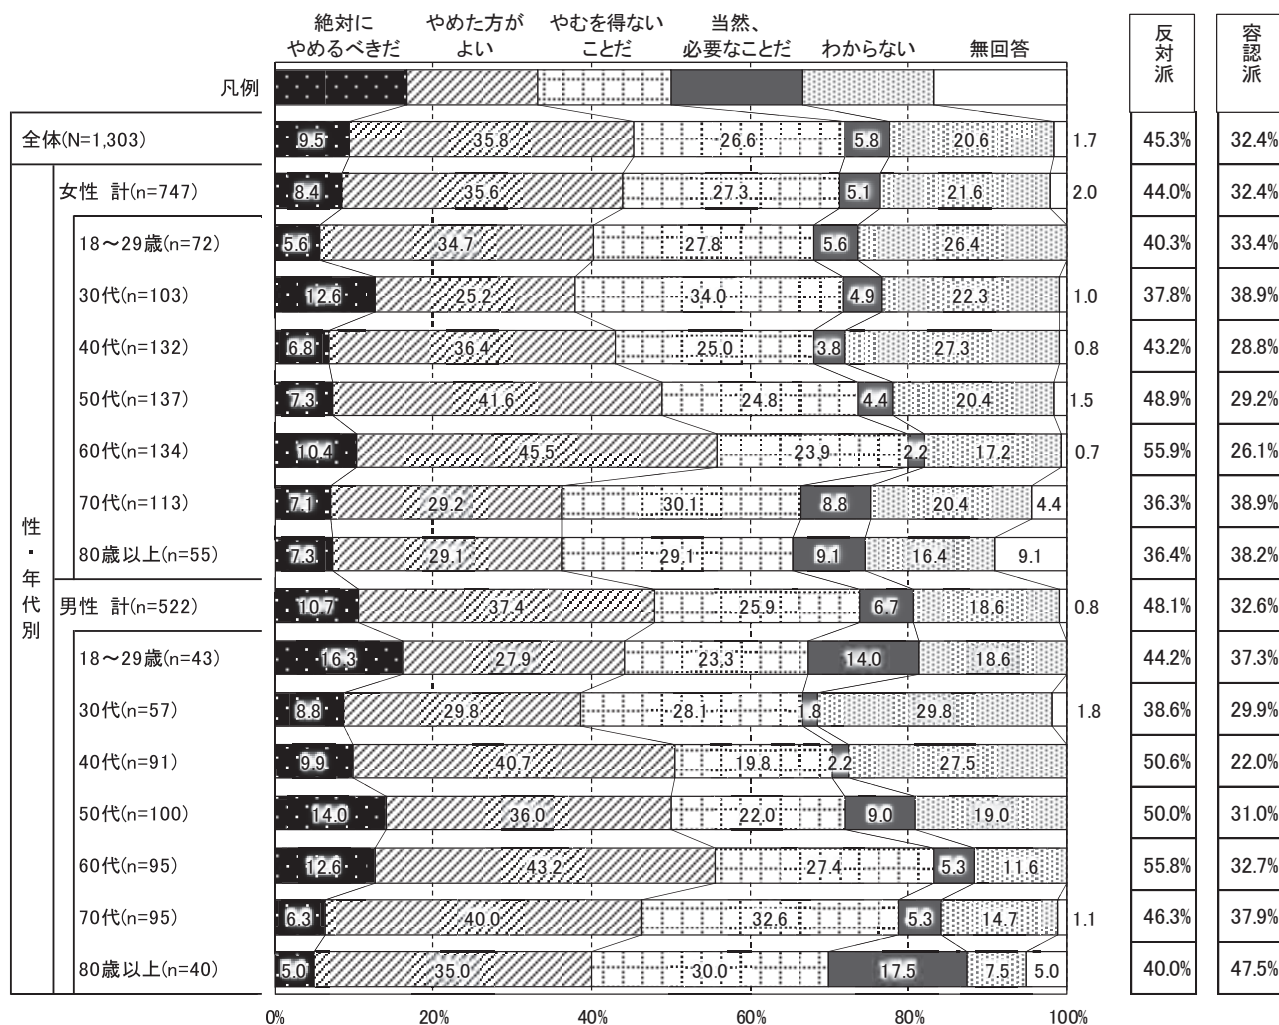 絶対に やめた方が やむを得ない 当然、
やめるべきだ よい ことだ 必要なことだ わからない 無回答
反対派 容認派
凡例
全体(N=1,303) 9.5 35.8 26.6 5.8 20.6 1.7 45.3% 32.4%
性・年代別
女性 計(n=747) 8.4 35.6 27.3 5.1 21.6 2.0 44.0% 32.4%
18～29歳(n=72) 5.6 34.7 27.8 5.6 26.4 40.3% 33.4%
30代(n=103) 12.6 25.2 34.0 4.9 22.3 1.0 37.8% 38.9%
40代(n=132) 6.8 36.4 25.0 3.8 27.3 0.8 43.2% 28.8%
50代(n=137) 7.3 41.6 24.8 4.4 20.4 1.5 48.9% 29.2%
60代(n=134) 10.4 45.5 23.9 2.2 17.2 0.7 55.9% 26.1%
70代(n=113) 7.1 29.2 30.1 8.8 20.4 4.4 36.3% 38.9%
80歳以上(n=55) 7.3 29.1 29.1 9.1 16.4 9.1 36.4% 38.2%
男性 計(n=522) 10.7 37.4 25.9 6.7 18.6 0.8 48.1% 32.6%
18～29歳(n=43) 16.3 27.9 23.3 14.0 18.6 44.2% 37.3%
30代(n=57) 8.8 29.8 28.1 1.8 29.8 1.8 38.6% 29.9%
40代(n=91) 9.9 40.7 19.8 2.2 27.5 50.6% 22.0%
50代(n=100) 14.0 36.0 22.0 9.0 19.0 50.0% 31.0%
60代(n=95) 12.6 43.2 27.4 5.3 11.6 55.8% 32.7%
70代(n=95) 6.3 40.0 32.6 5.3 14.7 1.1 46.3% 37.9%
80歳以上(n=40) 5.0 35.0 30.0 17.5 7.5 5.0 40.0% 47.5%
0% 20% 40% 60% 80% 100%